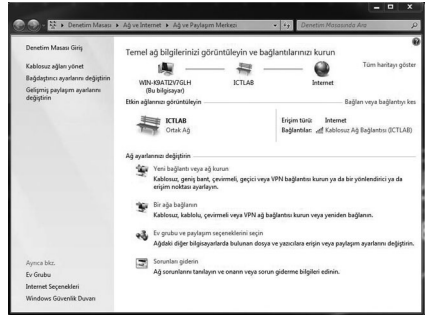 Denetim Masası ▸ Ağ ve Internet ▸ Ağ ve Paylaşım Merkezi
Denetim Masasında Ara
Denetim Masası Giriş
Kablosuz ağları yönet
Bağdaştırıcı ayarlarını değiştirin
Gelişmiş paylaşım ayarlarını
değiştirin
Temel ağ bilgilerinizi görüntüleyin ve bağlantılarınızı kurun
Tüm haritayı göster
WIN-K9ATI2V7GLH
(Bu bilgisayar)
ICTLAB
Internet
Etkin ağlarınızı görüntüleyin
Bağlan veya bağlantıyı kes
ICTLAB
Ortak Ağ
Erişim türü: Internet
Bağlantılar: Kablosuz Ağ Bağlantısı (ICTLAB)
Ağ ayarlarınızı değiştirin
Yeni bağlantı veya ağ kurun
Kablosuz, geniş bant, çevirmeli, geçici veya VPN bağlantısı kurun ya da bir yönlendirici ya da
erişim noktası ayarlayın.
Bir ağa bağlanın
Kablosuz, kablolu, çevirmeli veya VPN ağ bağlantısı kurun veya yeniden bağlanın.
Ev grubu ve paylaşım seçeneklerini seçin
Ağdaki diğer bilgisayarlarda bulunan dosya ve yazıcılara erişin veya paylaşım ayarlarını değiştirin.
Sorunları giderin
Ağ sorunlarını tanılayın ve onarın veya sorun giderme bilgileri edinin.
Ayrıca bkz.
Ev Grubu
Internet Seçenekleri
Windows Güvenlik Duvarı